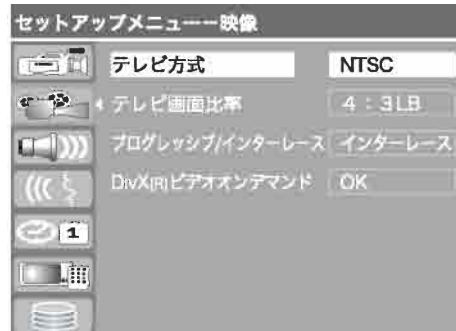 セットアップメニューー映像
テレビ方式 NTSC
テレビ画面比率 4:3LB
プログレッシブ/インターレース インターレース
DivX(R)ビデオオンデマンド OK
1